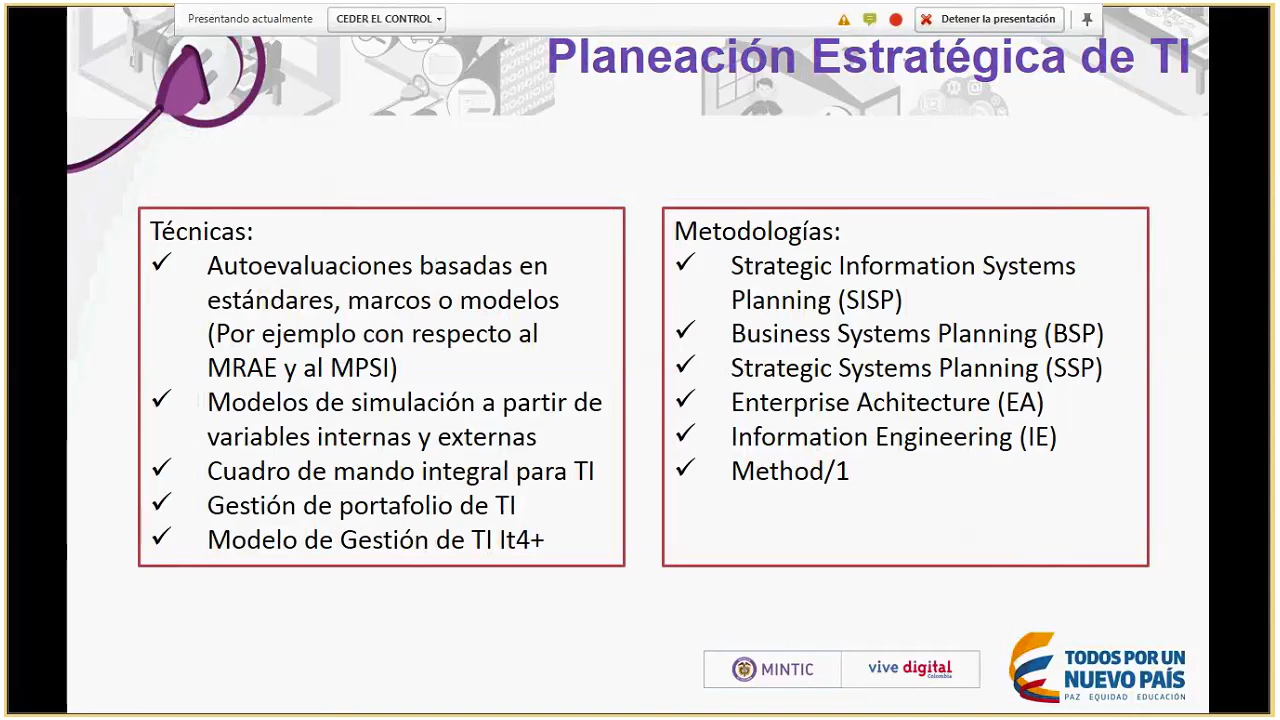 Presentando actualmente
CEDER EL CONTROL
Detener la presentación
Planeación Estratégica de TI
Técnicas:
Autoevaluaciones basadas en
estándares, marcos o modelos
(Por ejemplo con respecto al
MRAE y al MPSI)
Modelos de simulación a partir de
variables internas y externas
Cuadro de mando integral para TI
Gestión de portafolio de TI
Modelo de Gestión de TI It4+
Metodologías:
Strategic Information Systems
Planning (SISP)
Business Systems Planning (BSP)
Strategic Systems Planning (SSP)
Enterprise Achitecture (EA)
Information Engineering (IE)
Method/1
MINTIC
vive digital
Colombia
TODOS POR UN
NUEVO PAÍS
PAZ EQUIDAD EDUCACIÓN